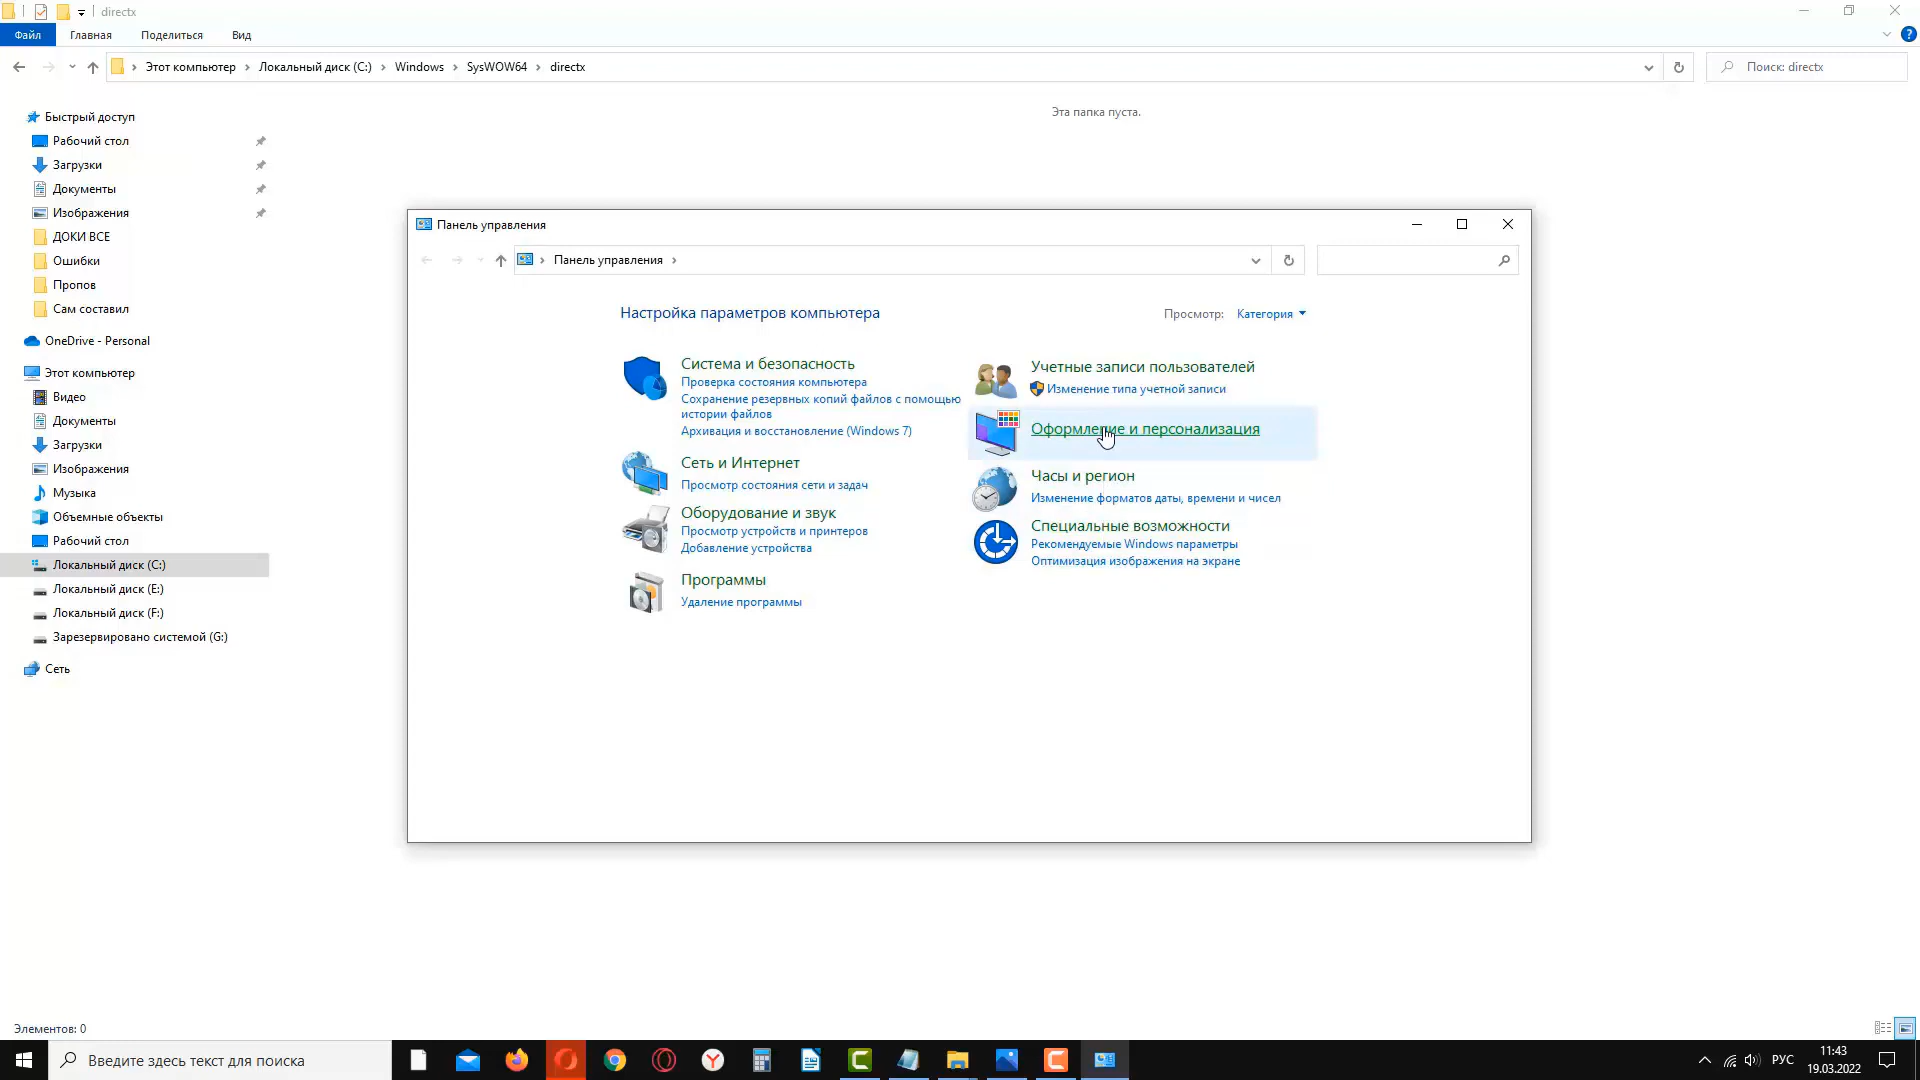 directx
Файл
Главная
Поделиться
Вид
Этот компьютер
Локальный диск (C:)
Windows
SysWOW64
directx
Поиск: directx
Быстрый доступ
Рабочий стол
Загрузки
Документы
Изображения
ДОКИ ВСЕ
Ошибки
Пропов
Сам составил
OneDrive - Personal
Этот компьютер
Видео
Документы
Загрузки
Изображения
Музыка
Объемные объекты
Рабочий стол
Локальный диск (C:)
Локальный диск (E:)
Локальный диск (F:)
Зарезервировано системой (G:)
Сеть
Эта папка пуста.
Панель управления
Панель управления
Настройка параметров компьютера
Просмотр: Категория
Система и безопасность
Проверка состояния компьютера
Сохранение резервных копий файлов с помощью
истории файлов
Архивация и восстановление (Windows 7)
Сеть и Интернет
Просмотр состояния сети и задач
Оборудование и звук
Просмотр устройств и принтеров
Добавление устройства
Программы
Удаление программы
Учетные записи пользователей
Изменение типа учетной записи
Оформление и персонализация
Часы и регион
Изменение форматов даты, времени и чисел
Специальные возможности
Рекомендуемые Windows параметры
Оптимизация изображения на экране
Элементов: 0
Введите здесь текст для поиска
РУС
11:43
19.03.2022